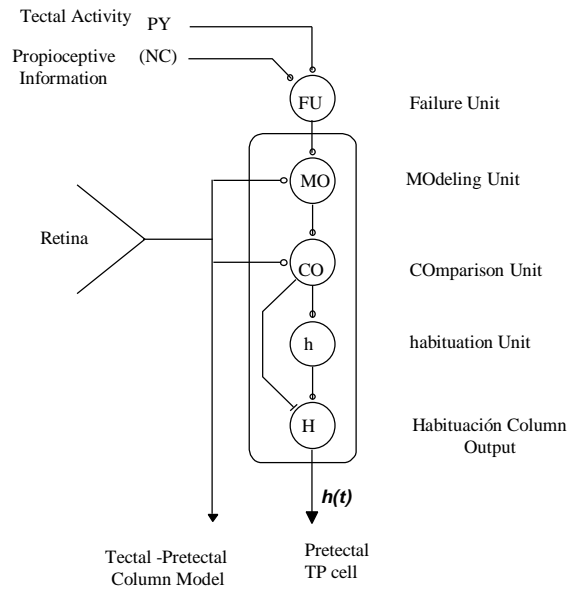 Tectal Activity PY
Propioceptive (NC)
Information
FU Failure Unit
MO MOdeling Unit
Retina
CO COmparison Unit
h habituation Unit
H Habituación Column
Output
h(t)
Tectal -Pretectal
Column Model
Pretectal
TP cell